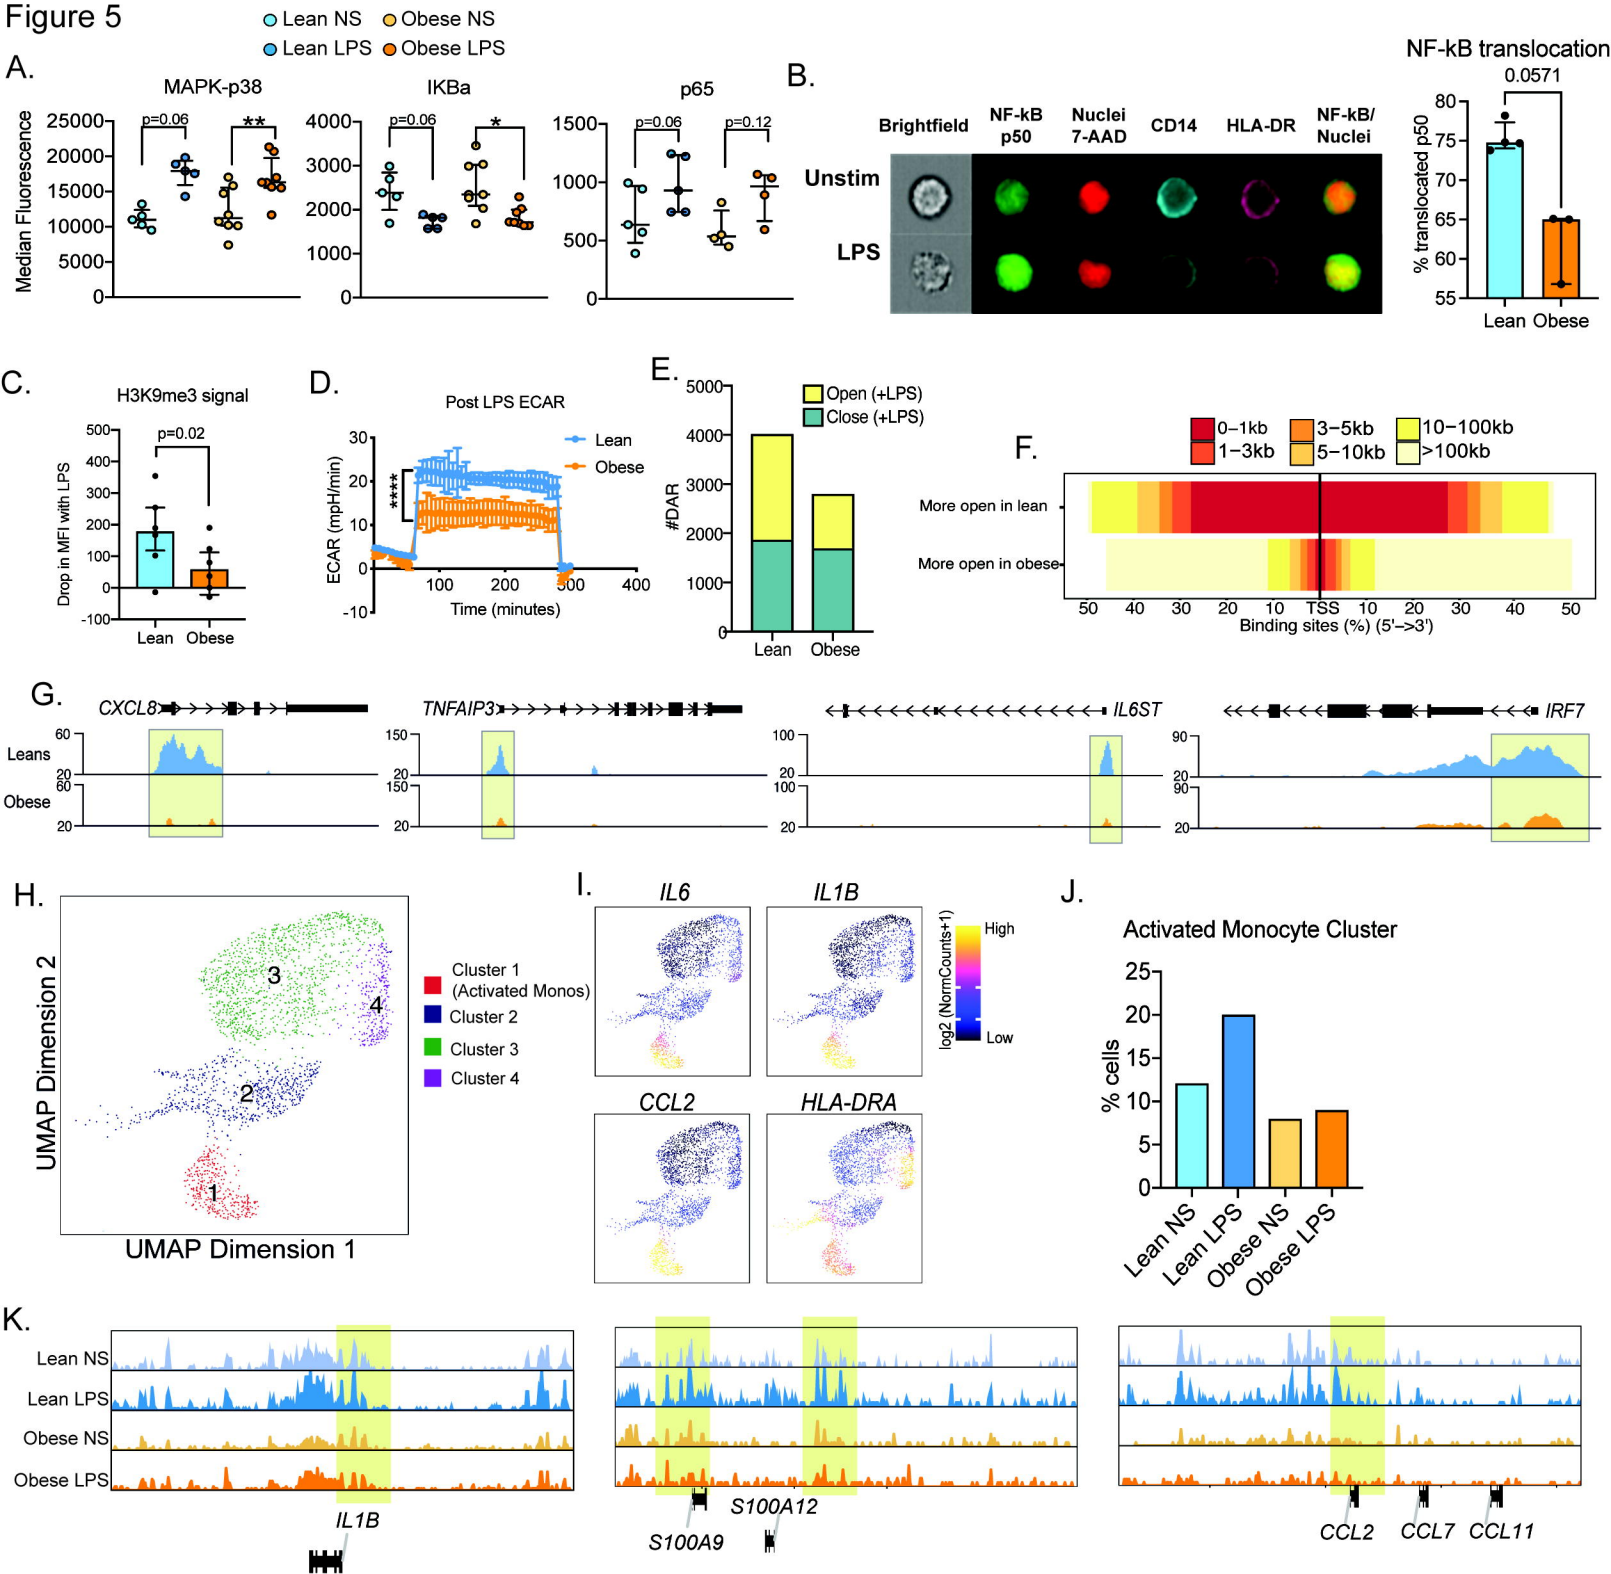 Figure 5
Lean NS Obese NS
Lean LPS Obese LPS
A.
MAPK-p38
IKBa
p65
Median Fluorescence
25000
20000
15000
10000
5000
0
p=0.06
**
4000
3000
2000
1000
0
p=0.06
*
1500
1000
500
0
p=0.06
p=0.12
B.
Brightfield
NF-kB
p50
Nuclei
7-AAD
CD14
HLA-DR
NF-kB/
Nuclei
Unstim
LPS
NF-kB translocation
0.0571
% translocated p50
80
75
70
65
60
55
Lean Obese
C.
H3K9me3 signal
p=0.02
Drop in MFI with LPS
500
400
300
200
100
0
-100
Lean Obese
D.
Post LPS ECAR
ECAR (mpH/min)
30
20
10
0
-10
****
Lean
Obese
100 200 300 400
Time (minutes)
E.
#DAR
5000
4000
3000
2000
1000
0
Open (+LPS)
Close (+LPS)
Lean Obese
F.
0–1kb 3–5kb 10–100kb
1–3kb 5–10kb >100kb
More open in lean
More open in obese
50 40 30 20 10 TSS 10 20 30 40 50
Binding sites (%) (5'–>3')
G.
CXCL8 TNFAIP3 IL6ST IRF7
Leans
60
20
150
20
100
20
90
20
Obese
60
20
150
20
100
20
90
20
H.
UMAP Dimension 2
3
4
2
1
UMAP Dimension 1
Cluster 1
(Activated Monos)
Cluster 2
Cluster 3
Cluster 4
I.
IL6 IL1B
CCL2 HLA-DRA
log2 (NormCounts+1)
High
Low
J.
Activated Monocyte Cluster
% cells
25
20
15
10
5
0
Lean NS
Lean LPS
Obese NS
Obese LPS
K.
Lean NS
Lean LPS
Obese NS
Obese LPS
IL1B
S100A9
S100A12
CCL2 CCL7 CCL11